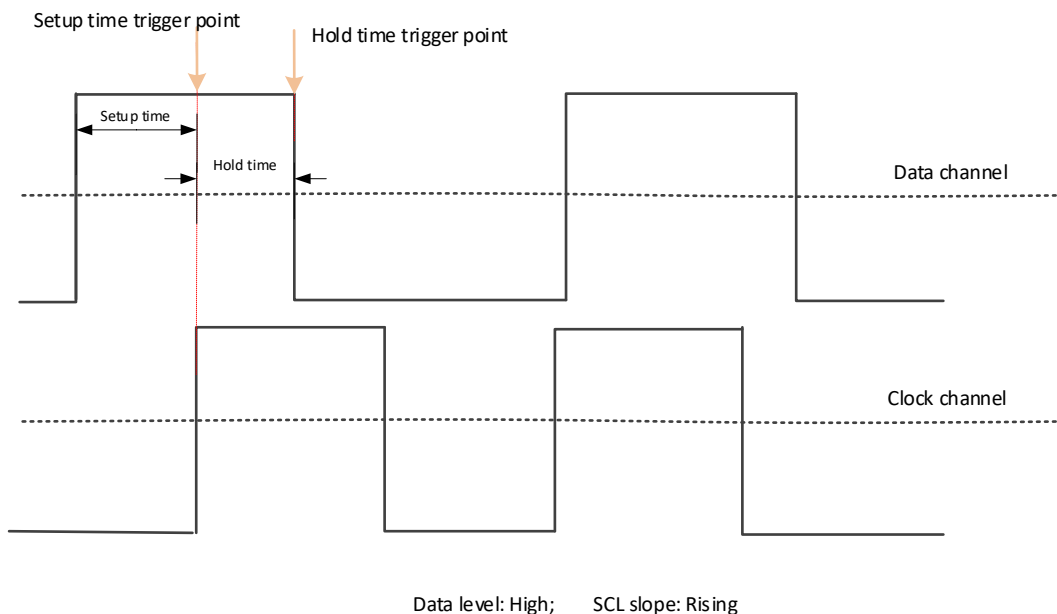 Setup time trigger point
Hold time trigger point
Setup time
Hold time
Data channel
Clock channel
Data level: High; SCL slope: Rising